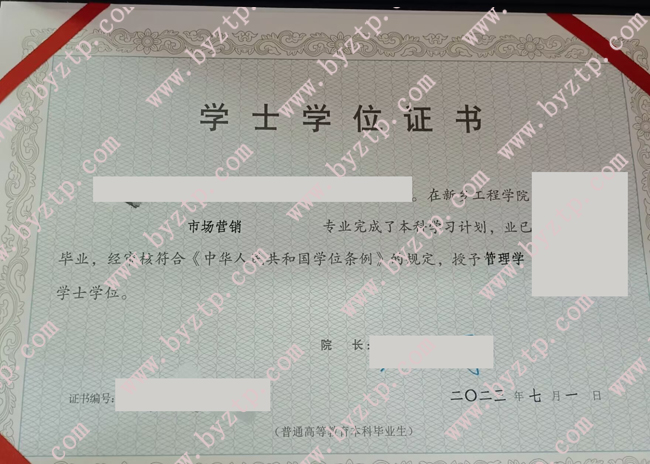 学士学位证书
。在新乡工程学院
市场营销 专业完成了本科学习计划，业已
毕业，经审核符合《中华人民共和国学位条例》的规定，授予管理学
学士学位。
院 长：
证书编号：
二〇二二年七月一日
（普通高等教育本科毕业生）
www.byztp.com